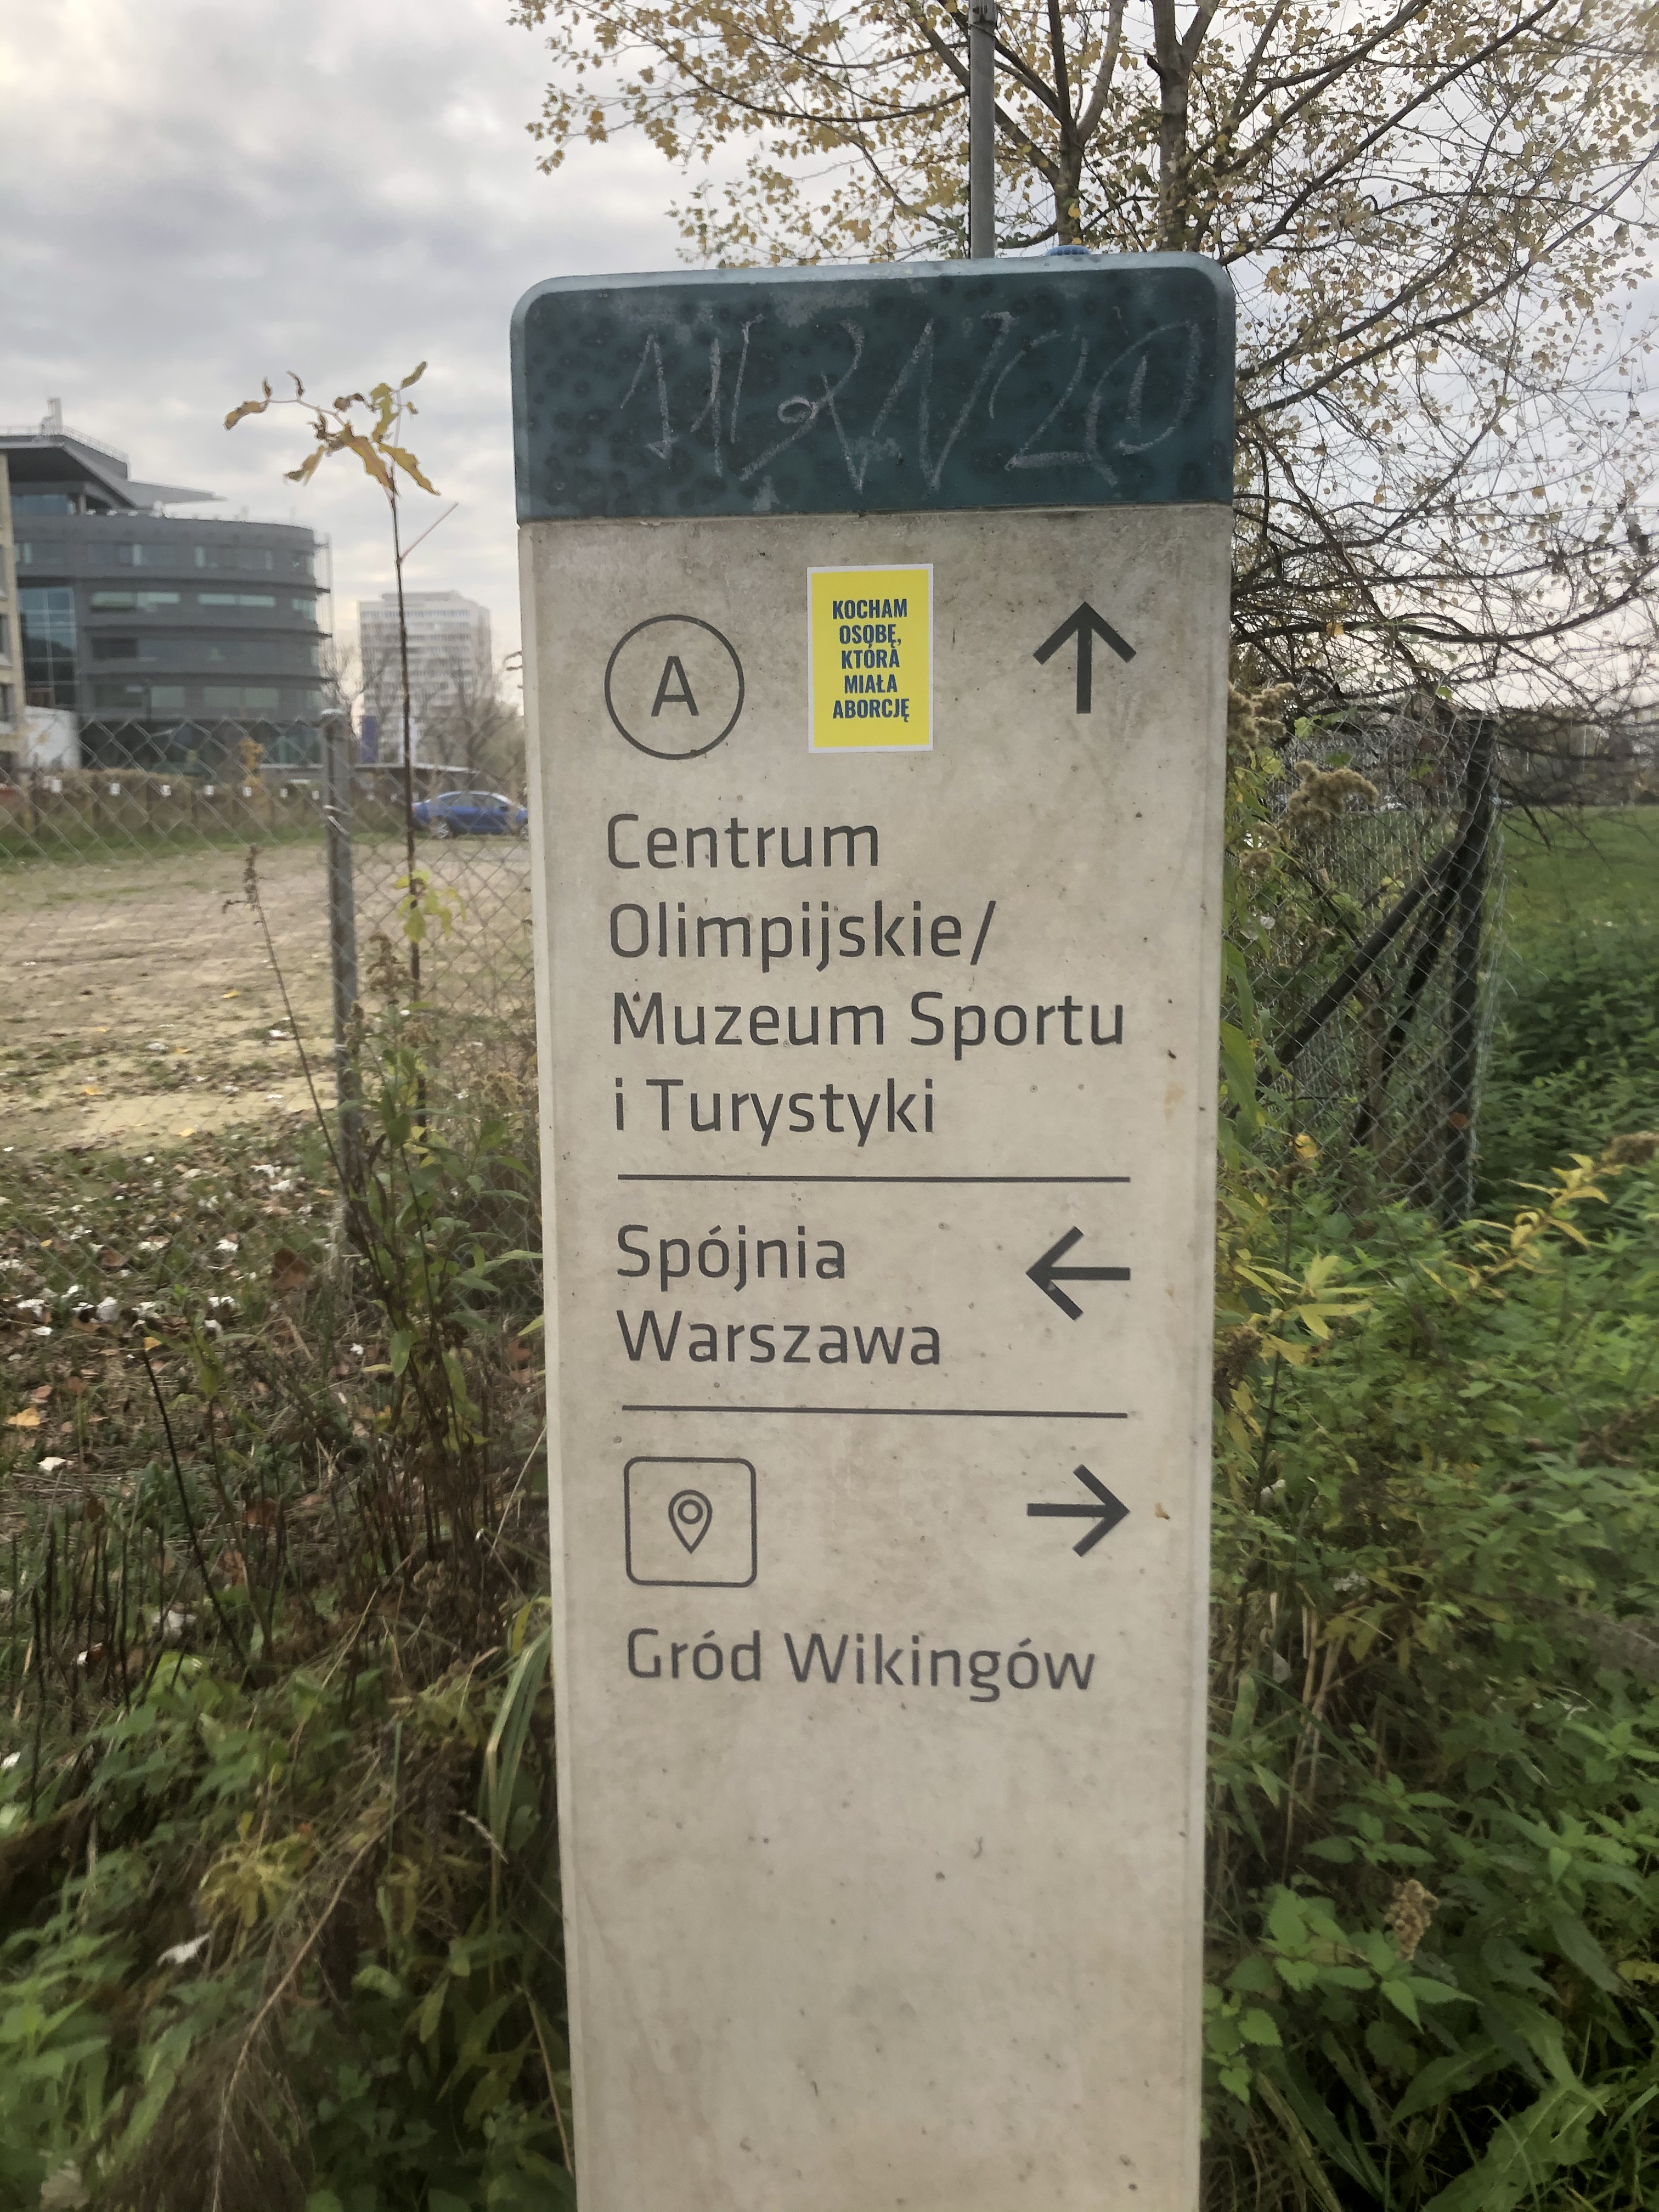 A
KOCHAM
OSOBĘ,
KTÓRA
MIAŁA
ABORCJĘ
Centrum
Olimpijskie/
Muzeum Sportu
i Turystyki
Spójnia
Warszawa
Gród Wikingów